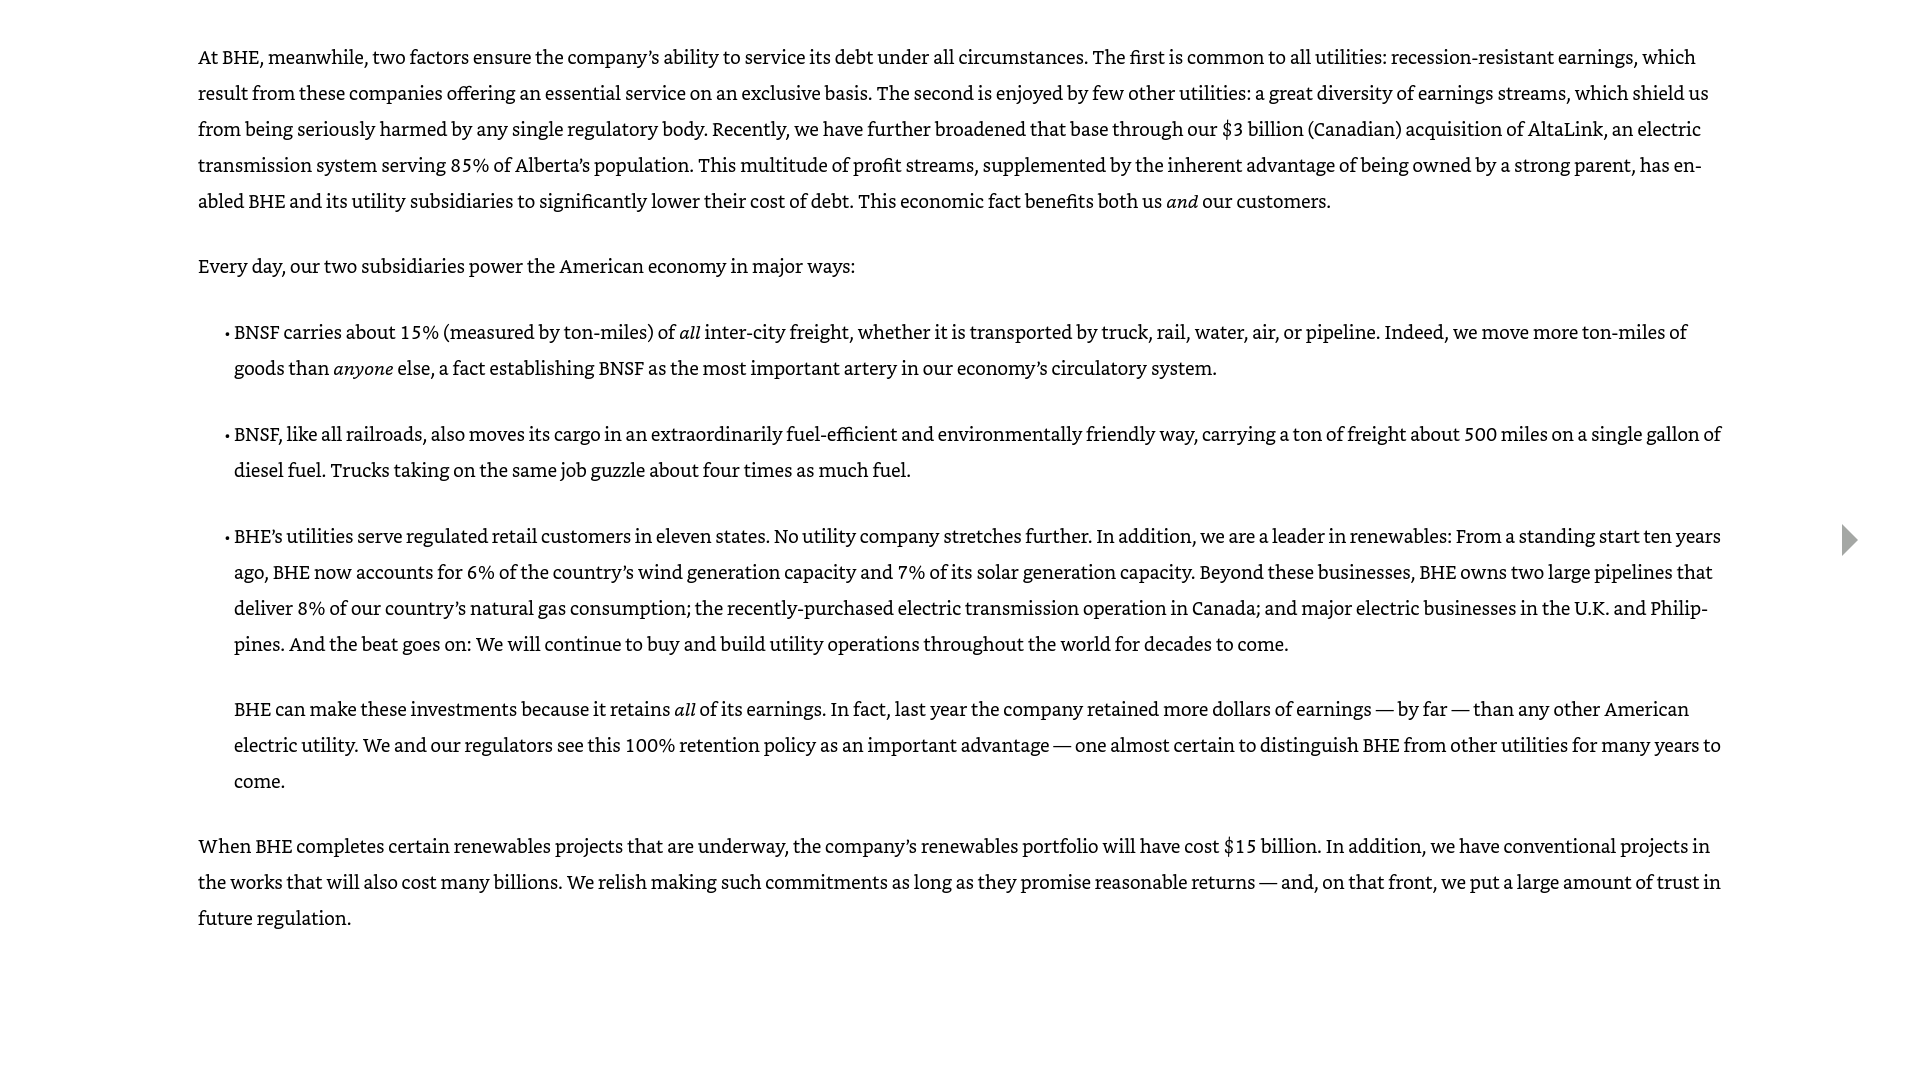 At BHE, meanwhile, two factors ensure the company’s ability to service its debt under all circumstances. The first is common to all utilities: recession-resistant earnings, which
result from these companies offering an essential service on an exclusive basis. The second is enjoyed by few other utilities: a great diversity of earnings streams, which shield us
from being seriously harmed by any single regulatory body. Recently, we have further broadened that base through our $3 billion (Canadian) acquisition of AltaLink, an electric
transmission system serving 85% of Alberta’s population. This multitude of profit streams, supplemented by the inherent advantage of being owned by a strong parent, has en-
abled BHE and its utility subsidiaries to significantly lower their cost of debt. This economic fact benefits both us and our customers.
Every day, our two subsidiaries power the American economy in major ways:
• BNSF carries about 15% (measured by ton-miles) of all inter-city freight, whether it is transported by truck, rail, water, air, or pipeline. Indeed, we move more ton-miles of
goods than anyone else, a fact establishing BNSF as the most important artery in our economy’s circulatory system.
• BNSF, like all railroads, also moves its cargo in an extraordinarily fuel-efficient and environmentally friendly way, carrying a ton of freight about 500 miles on a single gallon of
diesel fuel. Trucks taking on the same job guzzle about four times as much fuel.
• BHE’s utilities serve regulated retail customers in eleven states. No utility company stretches further. In addition, we are a leader in renewables: From a standing start ten years
ago, BHE now accounts for 6% of the country’s wind generation capacity and 7% of its solar generation capacity. Beyond these businesses, BHE owns two large pipelines that
deliver 8% of our country’s natural gas consumption; the recently-purchased electric transmission operation in Canada; and major electric businesses in the U.K. and Philip-
pines. And the beat goes on: We will continue to buy and build utility operations throughout the world for decades to come.
BHE can make these investments because it retains all of its earnings. In fact, last year the company retained more dollars of earnings — by far — than any other American
electric utility. We and our regulators see this 100% retention policy as an important advantage — one almost certain to distinguish BHE from other utilities for many years to
come.
When BHE completes certain renewables projects that are underway, the company’s renewables portfolio will have cost $15 billion. In addition, we have conventional projects in
the works that will also cost many billions. We relish making such commitments as long as they promise reasonable returns — and, on that front, we put a large amount of trust in
future regulation.